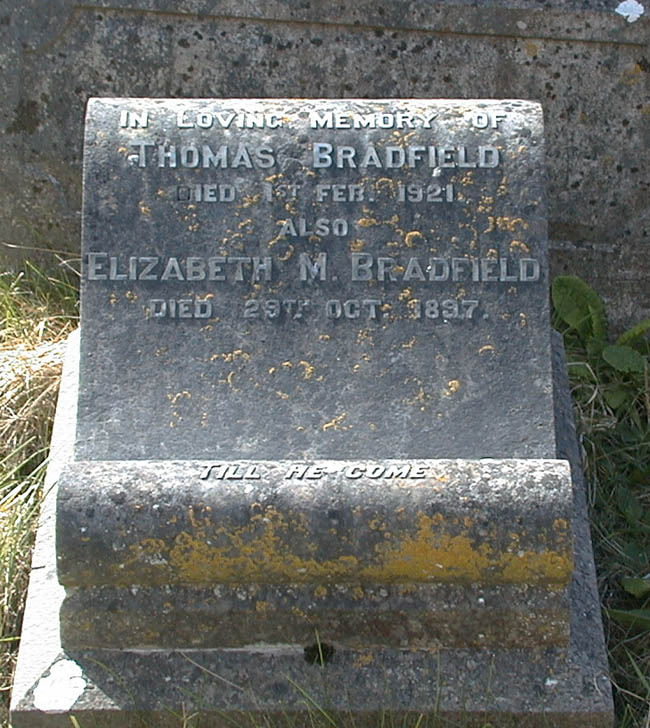 IN LOVING MEMORY OF
THOMAS BRADFIELD
DIED 1ST FEB. 1921
ALSO
ELIZABETH M. BRADFIELD
DIED 29TH OCT. 1897.
TILL HE COME